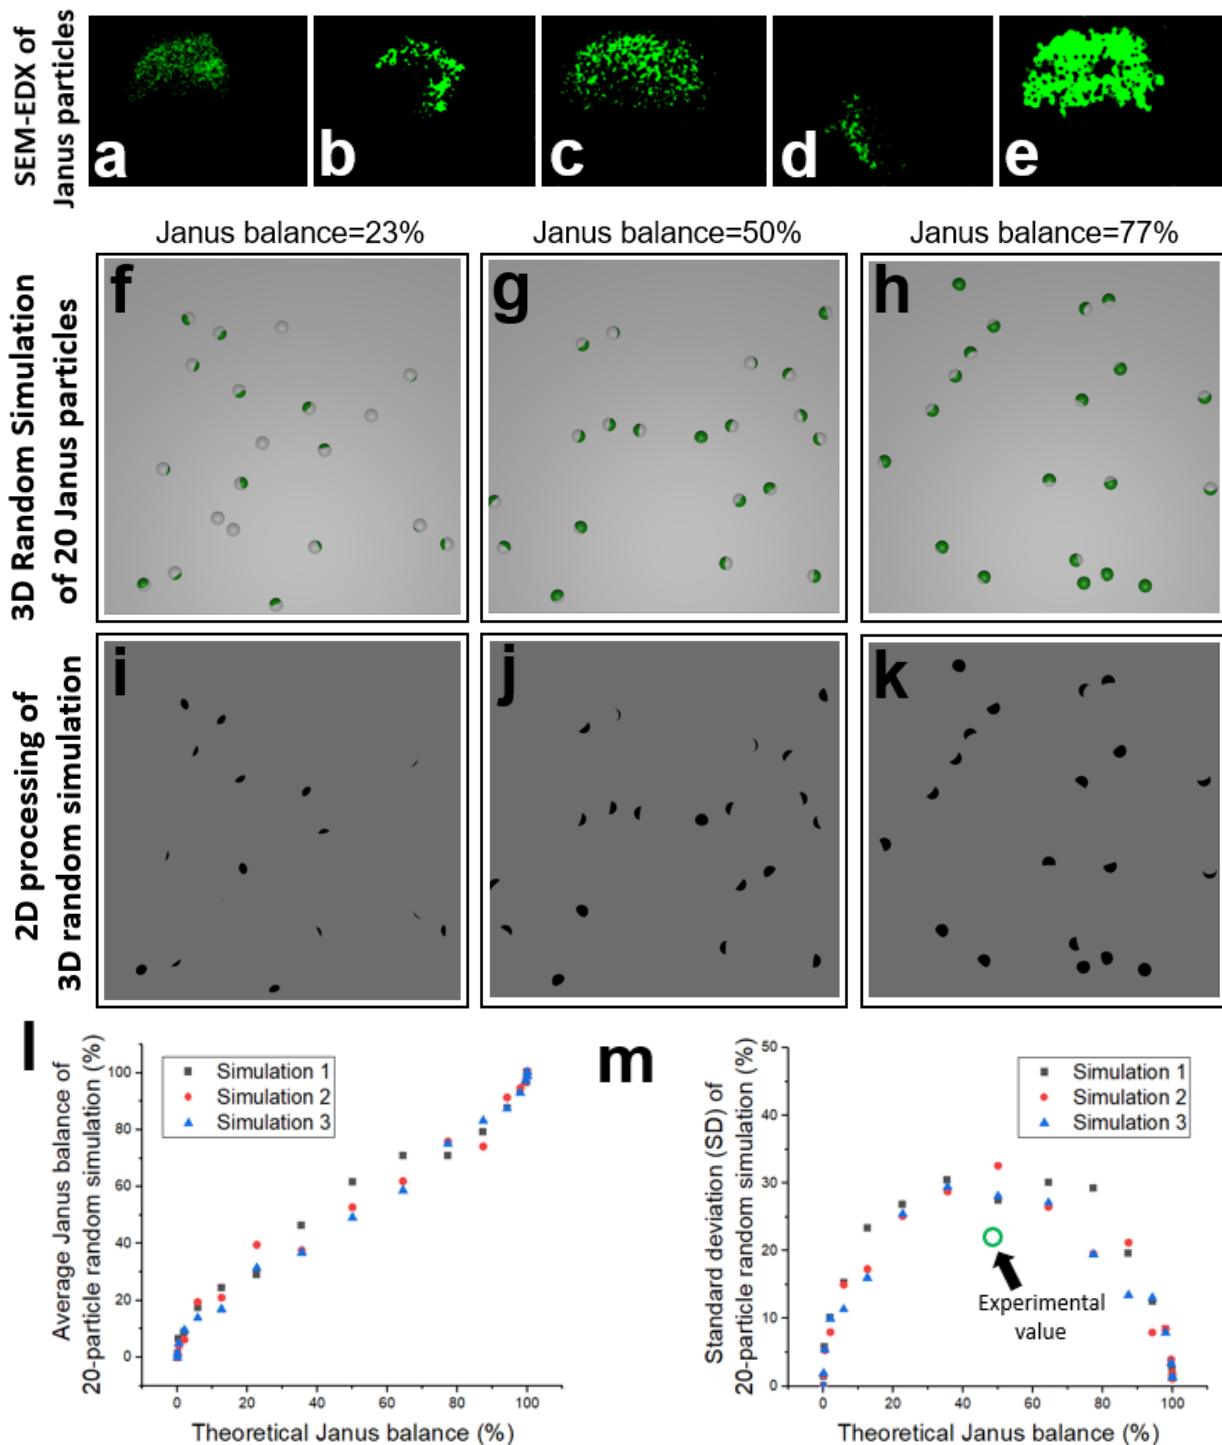 SEM-EDX of
Janus particles
a
b
c
d
e
Janus balance=23%
Janus balance=50%
Janus balance=77%
3D Random Simulation
of 20 Janus particles
f
g
h
2D processing of
3D random simulation
i
j
k
l
Average Janus balance of
20-particle random simulation (%)
100
80
60
40
20
0
Simulation 1
Simulation 2
Simulation 3
0
20
40
60
80
100
Theoretical Janus balance (%)
m
Standard deviation (SD) of
20-particle random simulation (%)
50
40
30
20
10
0
Simulation 1
Simulation 2
Simulation 3
Experimental
value
0
20
40
60
80
100
Theoretical Janus balance (%)